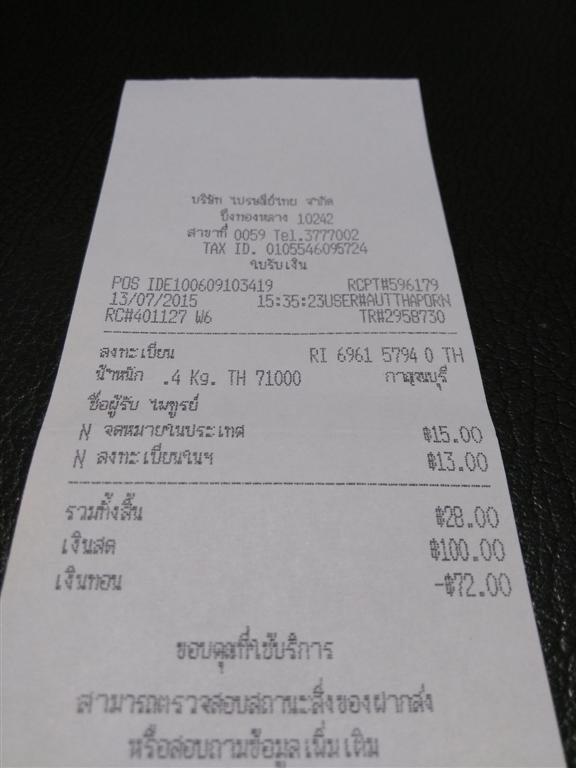 บริษัท ไปรษณีย์ไทย จำกัด
บึงทองหลาง 10242
สาขาที่ 0059 Tel.3777002
TAX ID. 0105546095724
ใบรับเงิน
POS IDE100609103419 RCPT#596179
13/07/2015 15:35:23USER#AUTTHAPORN
RC#401127 W6 TR#2958730
ลงทะเบียน RI 6961 5794 0 TH
น้ำหนัก .4 Kg. TH 71000 กาญจนบุรี
ชื่อผู้รับ ไพฑูรย์
N จดหมายในประเทศ ฿15.00
N ลงทะเบียนในฯ ฿13.00
รวมทั้งสิ้น ฿28.00
เงินสด ฿100.00
เงินทอน -฿72.00
ขอบคุณที่ใช้บริการ
สามารถตรวจสอบสถานะสิ่งของฝากส่ง
หรือสอบถามข้อมูลเพิ่มเติม